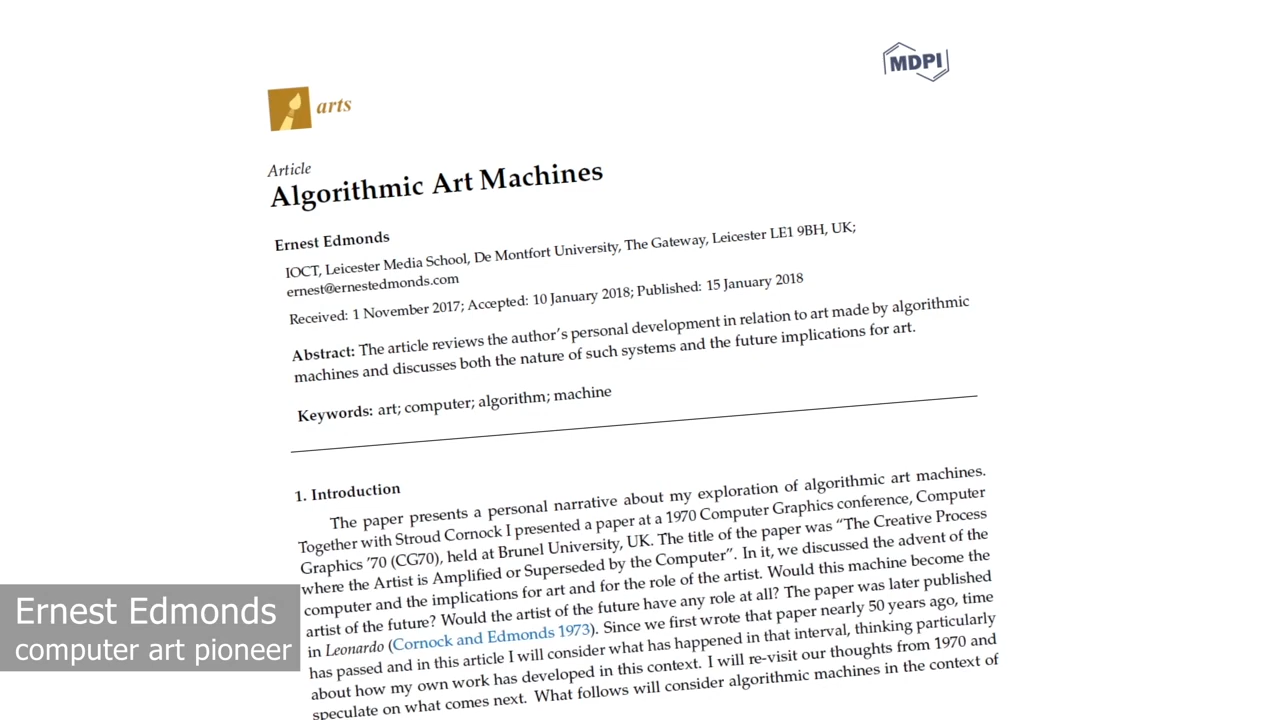 MDPI
arts
Article
Algorithmic Art Machines
Ernest Edmonds
IOCT, Leicester Media School, De Montfort University, The Gateway, Leicester LE1 9BH, UK;
ernest@ernestedmonds.com
Received: 1 November 2017; Accepted: 10 January 2018; Published: 15 January 2018
Abstract: The article reviews the author's personal development in relation to art made by algorithmic
machines and discusses both the nature of such systems and the future implications for art.
Keywords: art; computer; algorithm; machine
1. Introduction
The paper presents a personal narrative about my exploration of algorithmic art machines.
Together with Stroud Cornock I presented a paper at a 1970 Computer Graphics conference, Computer
Graphics '70 (CG70), held at Brunel University, UK. The title of the paper was “The Creative Process
where the Artist is Amplified or Superseded by the Computer”. In it, we discussed the advent of the
computer and the implications for art and for the role of the artist. Would this machine become the
artist of the future? Would the artist of the future have any role at all? The paper was later published
in Leonardo (Cornock and Edmonds 1973). Since we first wrote that paper nearly 50 years ago, time
has passed and in this article I will consider what has happened in that interval, thinking particularly
about how my own work has developed in this context. I will re-visit our thoughts from 1970 and
speculate on what comes next. What follows will consider algorithmic machines in the context of
Ernest Edmonds
computer art pioneer